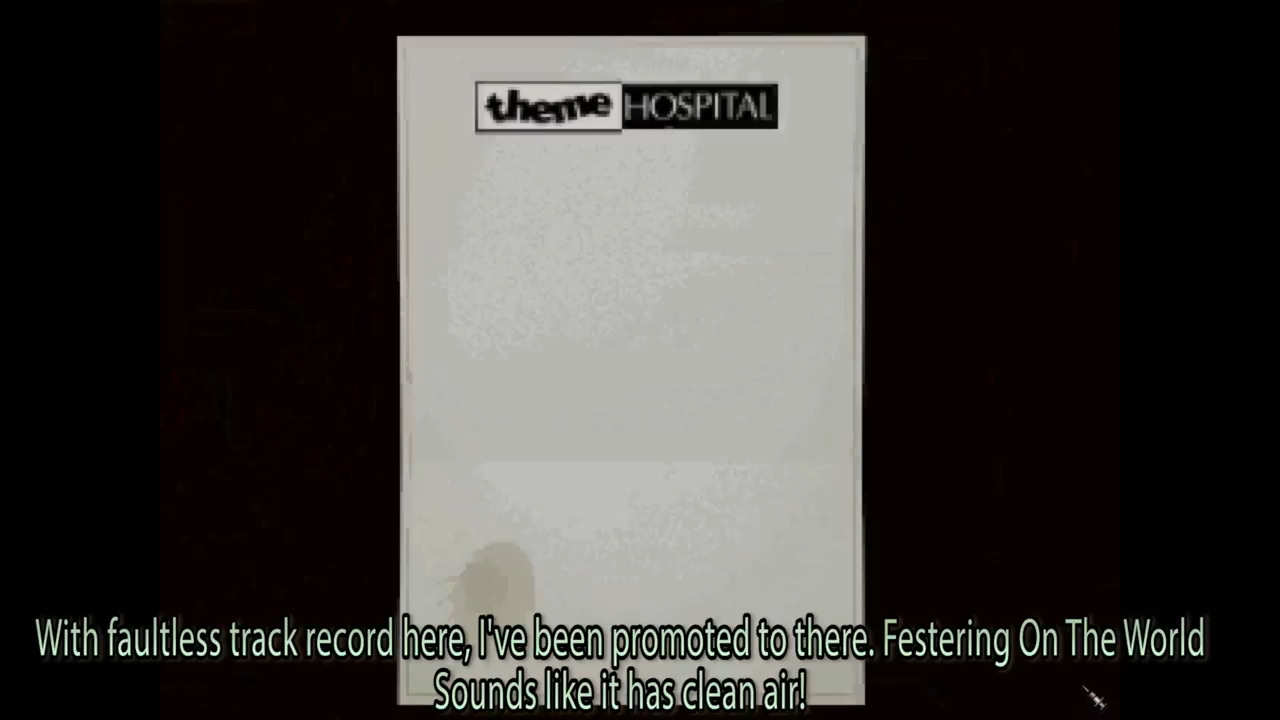 theme HOSPITAL
With faultless track record here, I've been promoted to there. Festering On The World
Sounds like it has clean air!